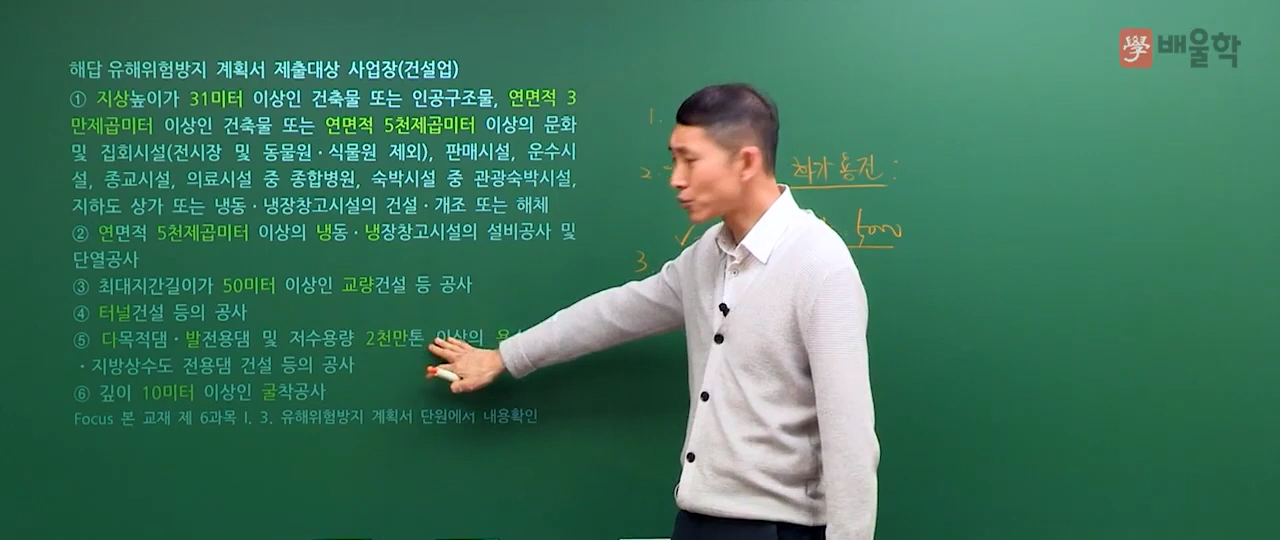 學 배울학
해답 유해위험방지 계획서 제출대상 사업장(건설업)
① 지상높이가 31미터 이상인 건축물 또는 인공구조물, 연면적 3
만제곱미터 이상인 건축물 또는 연면적 5천제곱미터 이상의 문화
및 집회시설(전시장 및 동물원·식물원 제외), 판매시설, 운수시
설, 종교시설, 의료시설 중 종합병원, 숙박시설 중 관광숙박시설,
지하도 상가 또는 냉동·냉장창고시설의 건설·개조 또는 해체
② 연면적 5천제곱미터 이상의 냉동·냉장창고시설의 설비공사 및
단열공사
③ 최대지간길이가 50미터 이상인 교량건설 등 공사
④ 터널건설 등의 공사
⑤ 다목적댐·발전용댐 및 저수용량 2천만톤 이상의
·지방상수도 전용댐 건설 등의 공사
⑥ 깊이 10미터 이상인 굴착공사
Focus 본 교재 제 6과목 I. 3. 유해위험방지 계획서 단원에서 내용확인
1.
2.
3.
5000